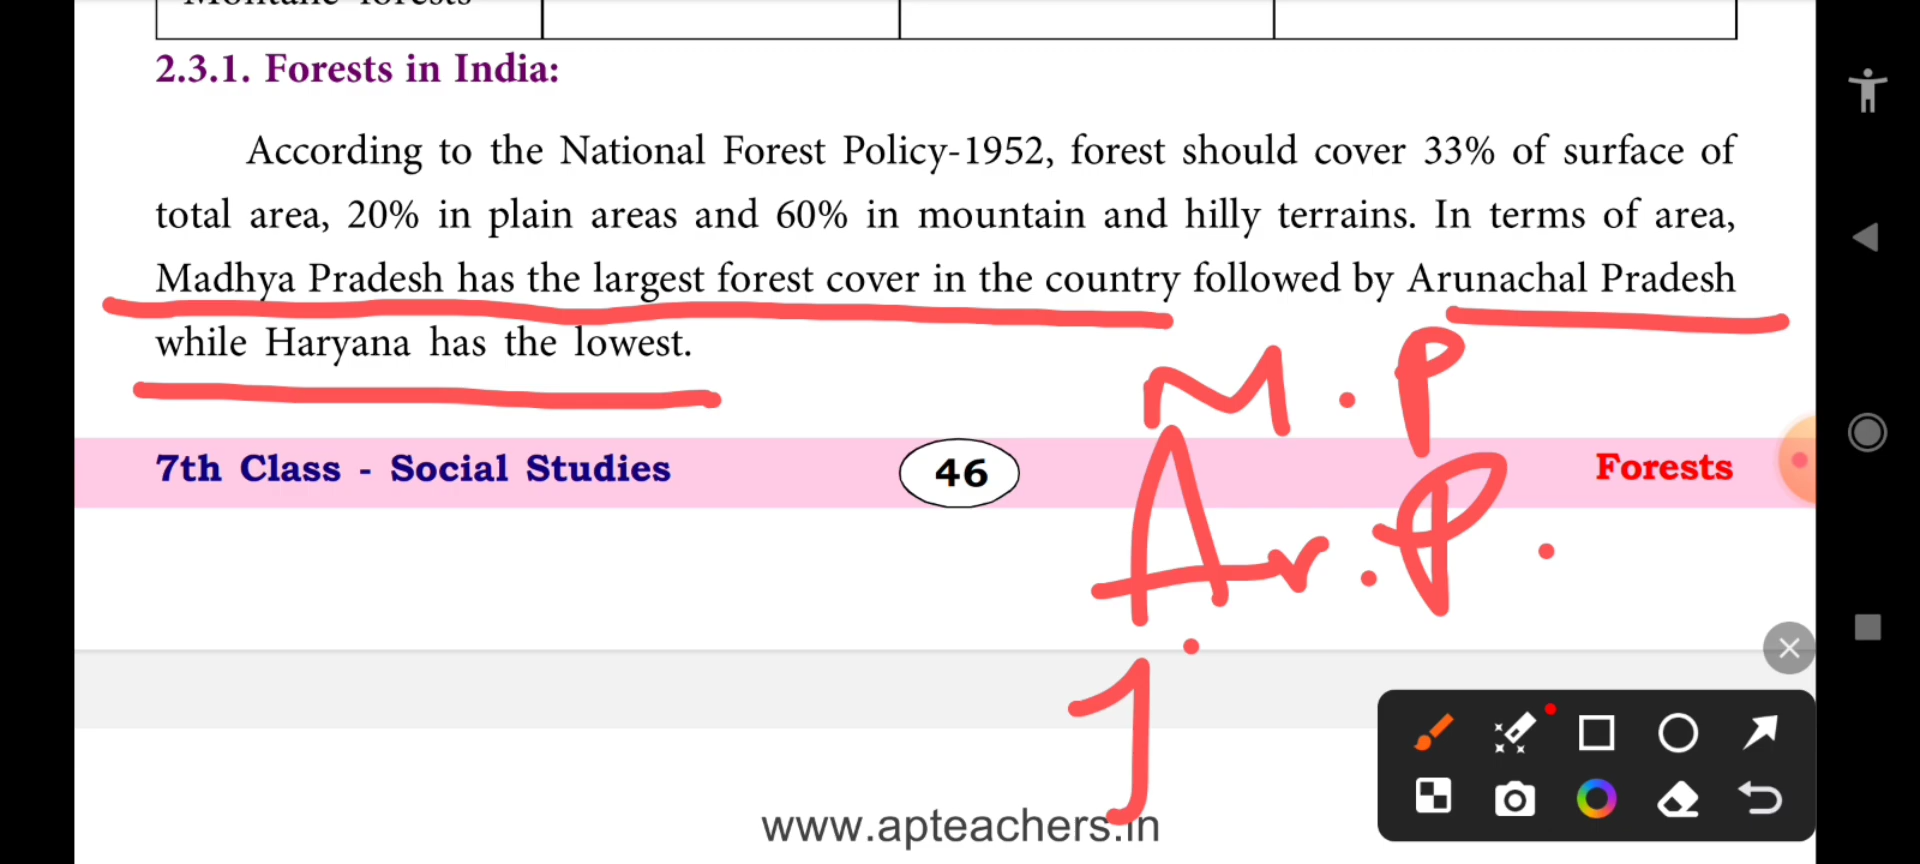 Montane forests
2.3.1. Forests in India:
According to the National Forest Policy-1952, forest should cover 33% of surface of
total area, 20% in plain areas and 60% in mountain and hilly terrains. In terms of area,
Madhya Pradesh has the largest forest cover in the country followed by Arunachal Pradesh
while Haryana has the lowest.
M.P
7th Class - Social Studies 46 Forests
Ar.P.
www.apteachers.in